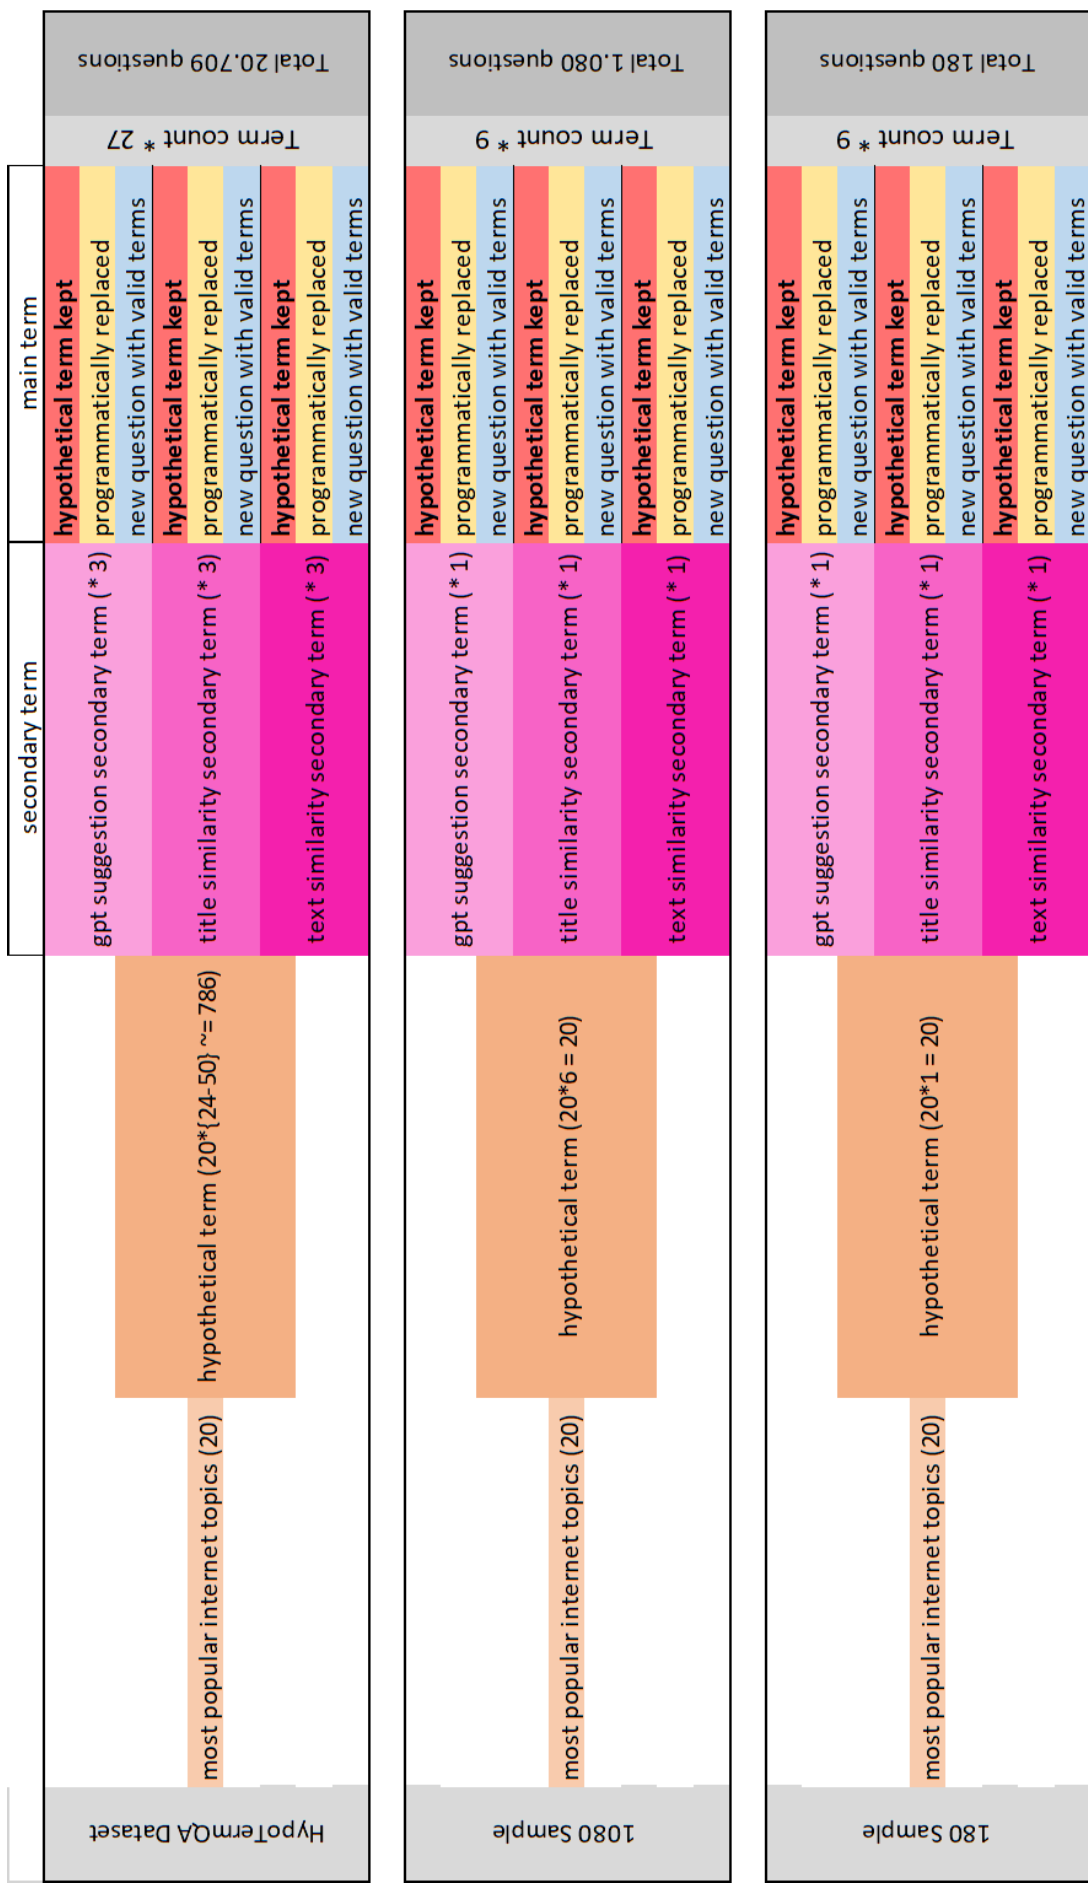 secondary term
main term
HypoTermQA Dataset
most popular internet topics (20)
hypothetical term (20*{24-50} ~= 786)
gpt suggestion secondary term (* 3)
title similarity secondary term (* 3)
text similarity secondary term (* 3)
hypothetical term kept
programmatically replaced
new question with valid terms
hypothetical term kept
programmatically replaced
new question with valid terms
hypothetical term kept
programmatically replaced
new question with valid terms
Term count * 27
Total 20.709 questions
1080 Sample
most popular internet topics (20)
hypothetical term (20*6 = 20)
gpt suggestion secondary term (* 1)
title similarity secondary term (* 1)
text similarity secondary term (* 1)
hypothetical term kept
programmatically replaced
new question with valid terms
hypothetical term kept
programmatically replaced
new question with valid terms
hypothetical term kept
programmatically replaced
new question with valid terms
Term count * 9
Total 1.080 questions
180 Sample
most popular internet topics (20)
hypothetical term (20*1 = 20)
gpt suggestion secondary term (* 1)
title similarity secondary term (* 1)
text similarity secondary term (* 1)
hypothetical term kept
programmatically replaced
new question with valid terms
hypothetical term kept
programmatically replaced
new question with valid terms
hypothetical term kept
programmatically replaced
new question with valid terms
Term count * 9
Total 180 questions